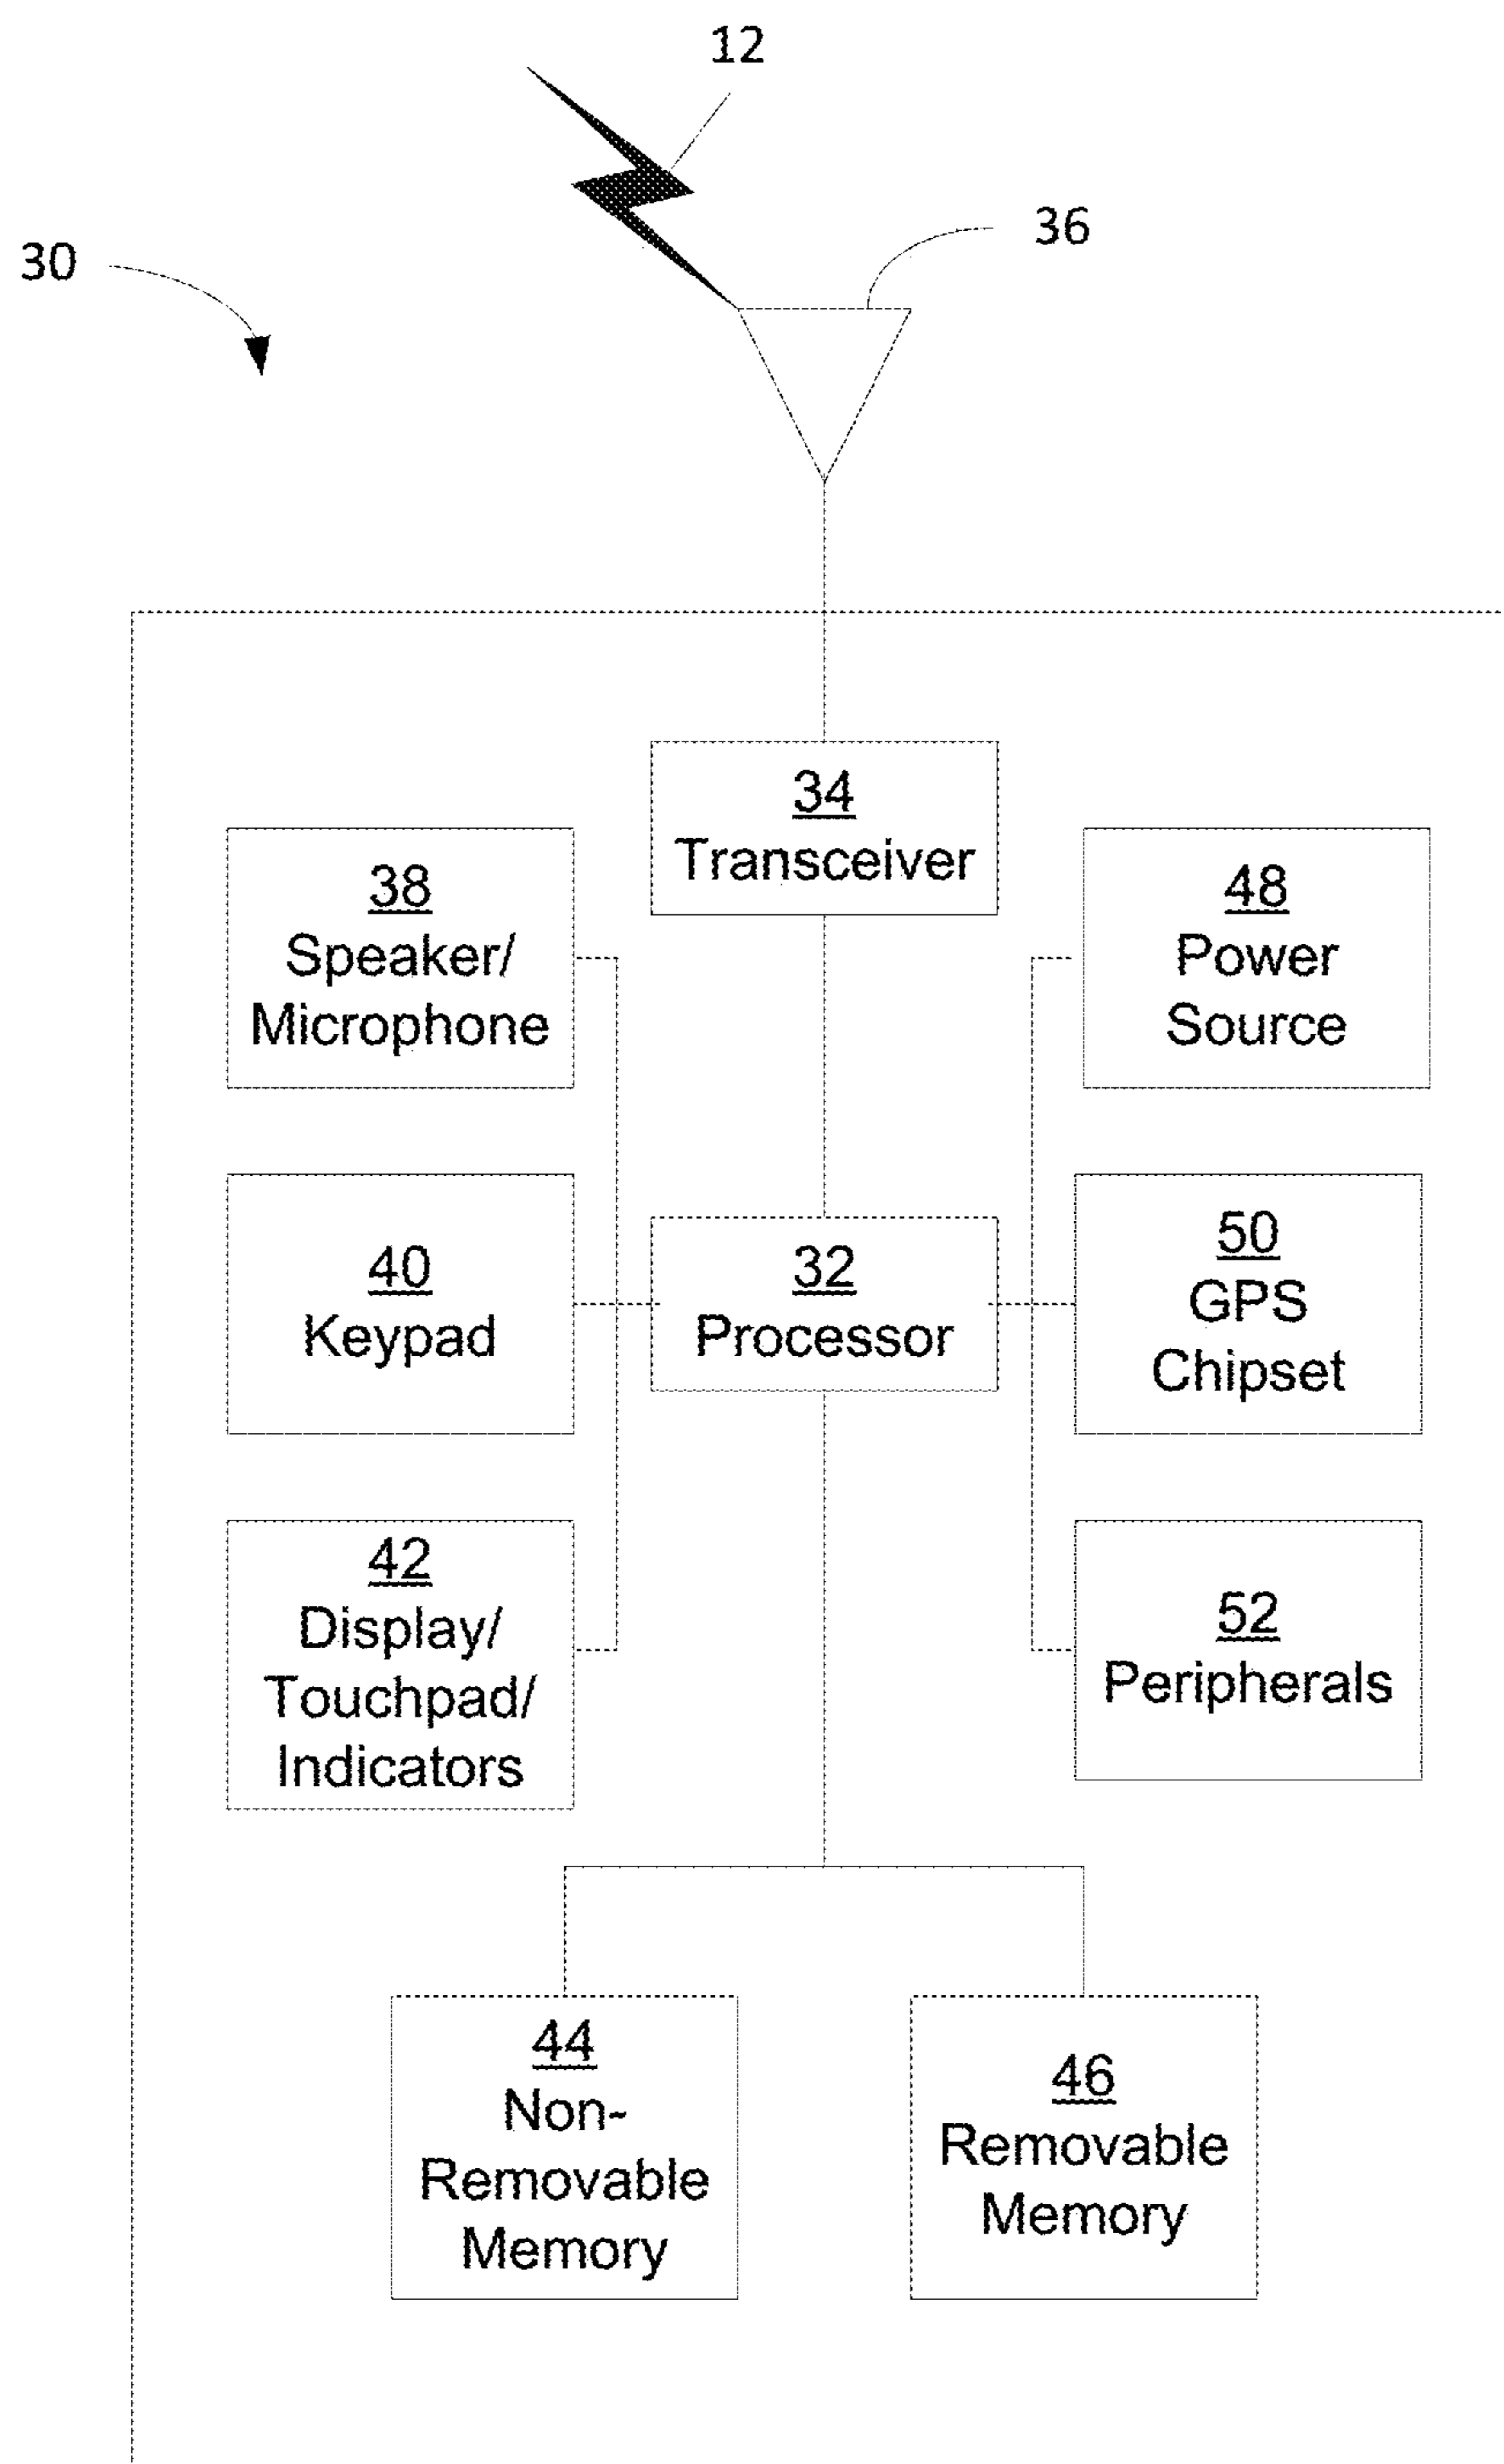 12
36
30
34
Transceiver
38
Speaker/
Microphone
48
Power
Source
40
Keypad
32
Processor
50
GPS
Chipset
42
Display/
Touchpad/
Indicators
52
Peripherals
44
Non-
Removable
Memory
46
Removable
Memory